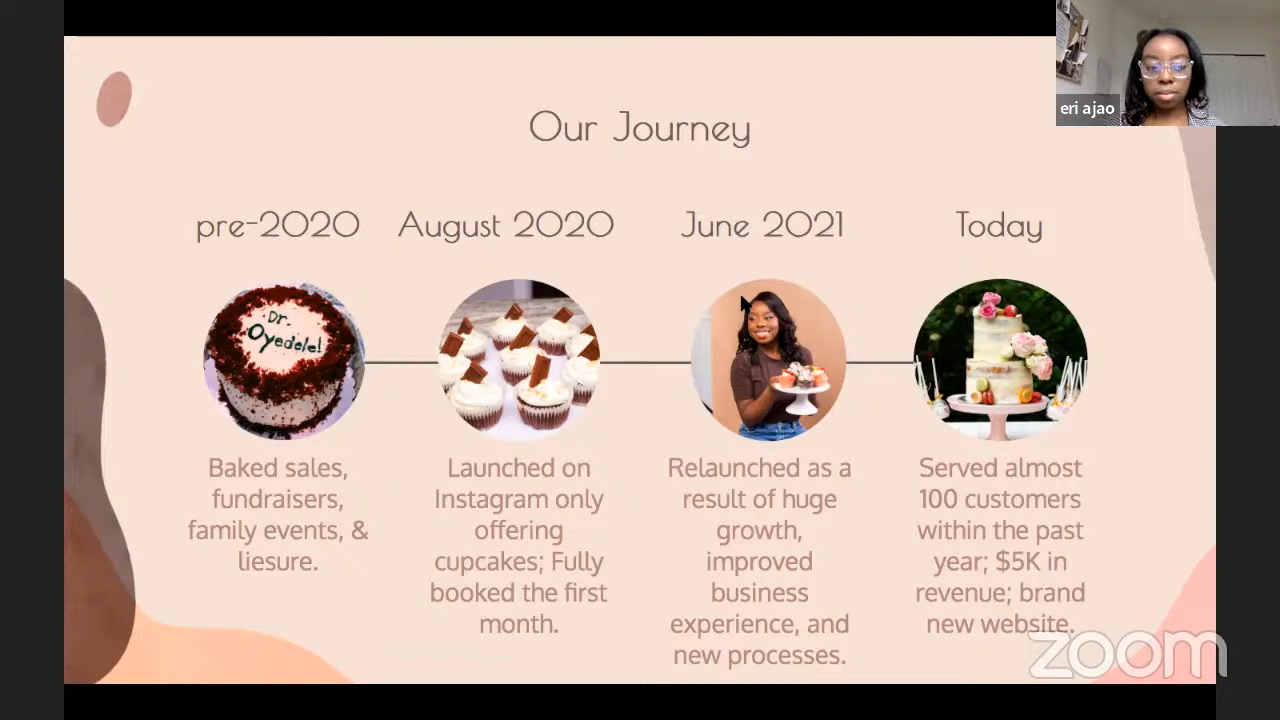 eri ajao
Our Journey
pre-2020
August 2020
June 2021
Today
Dr.
Oyedele!
Baked sales,
fundraisers,
family events, &
liesure.
Launched on
Instagram only
offering
cupcakes; Fully
booked the first
month.
Relaunched as a
result of huge
growth,
improved
business
experience, and
new processes.
Served almost
100 customers
within the past
year; $5K in
revenue; brand
new website.
zoom